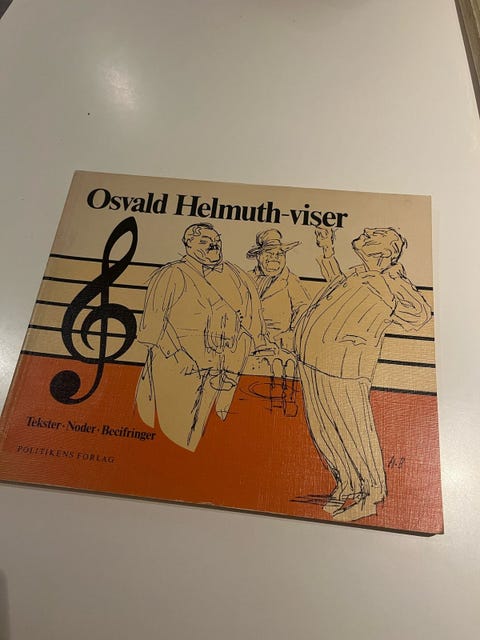 Osvald Helmuth-viser
Tekster · Noder · Becifringer
POLITIKENS FORLAG